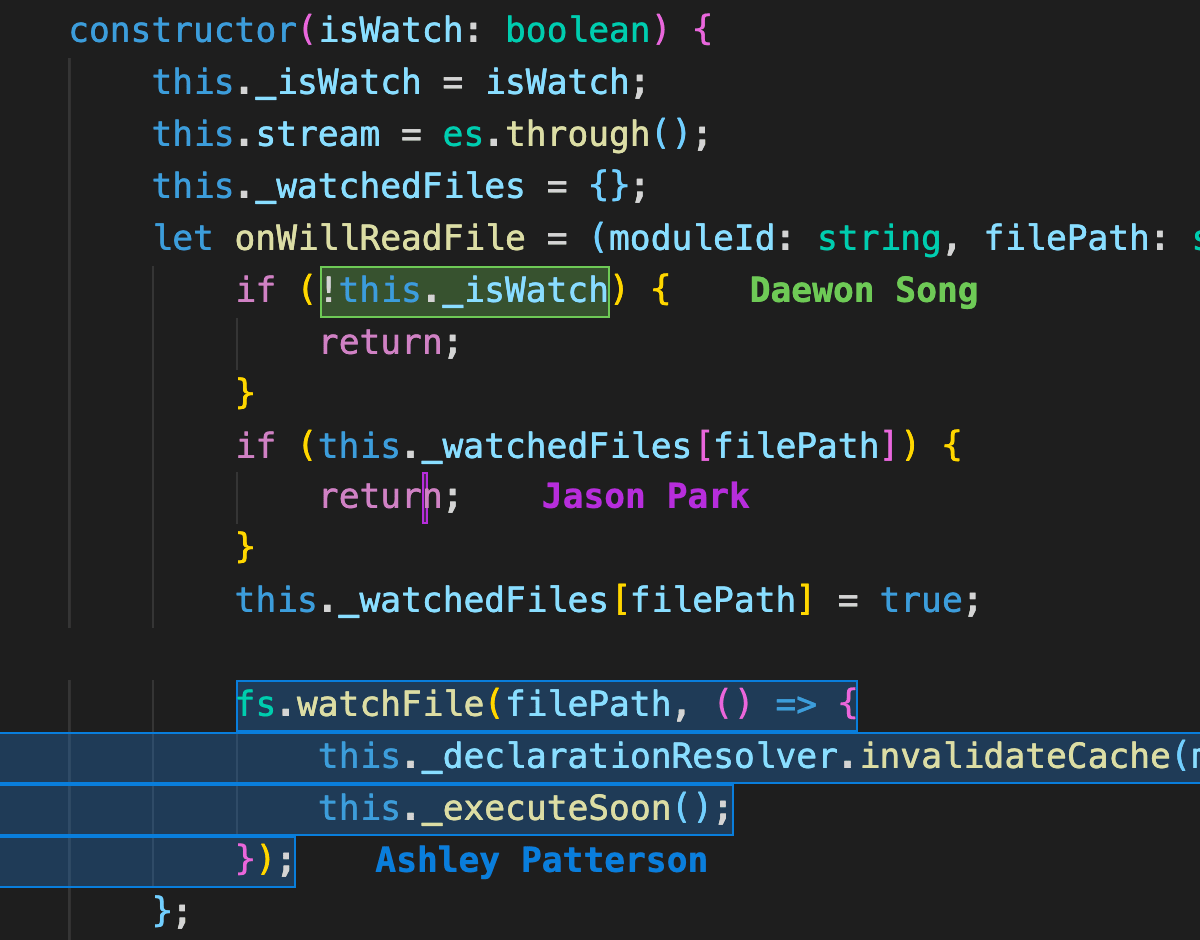 constructor(isWatch: boolean) {
this._isWatch = isWatch;
this.stream = es.through();
this._watchedFiles = {};
let onWillReadFile = (moduleId: string, filePath: s
if (!this._isWatch) { Daewon Song
return;
}
if (this._watchedFiles[filePath]) {
return; Jason Park
}
this._watchedFiles[filePath] = true;
fs.watchFile(filePath, () => {
this._declarationResolver.invalidateCache(
this._executeSoon();
}); Ashley Patterson
};